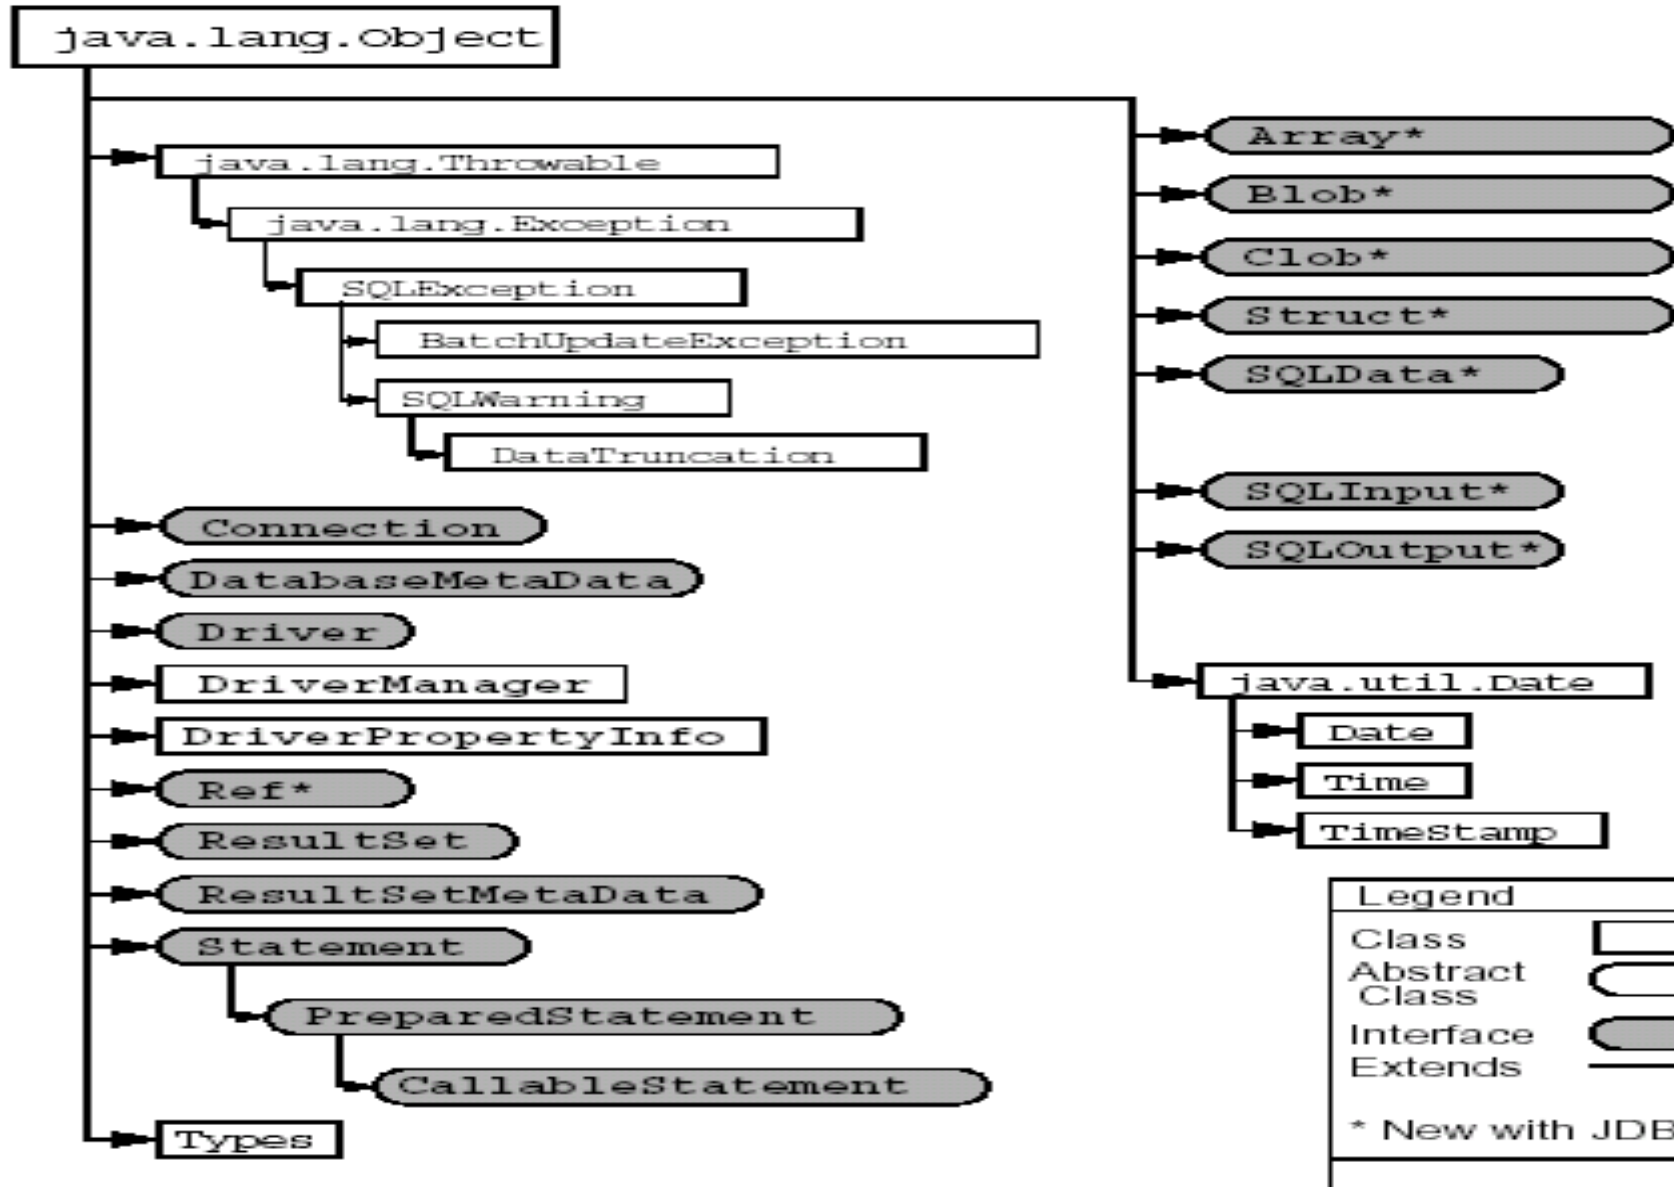 java.lang.Object
java.lang.Throwable
java.lang.Exception
SQLException
BatchUpdateException
SQLWarning
DataTruncation
Connection
DatabaseMetaData
Driver
DriverManager
DriverPropertyInfo
Ref*
ResultSet
ResultSetMetaData
Statement
PreparedStatement
CallableStatement
Types
Array*
Blob*
Clob*
Struct*
SQLData*
SQLInput*
SQLOutput*
java.util.Date
Date
Time
TimeStamp
Legend
Class
Abstract
Class
Interface
Extends
* New with JDB